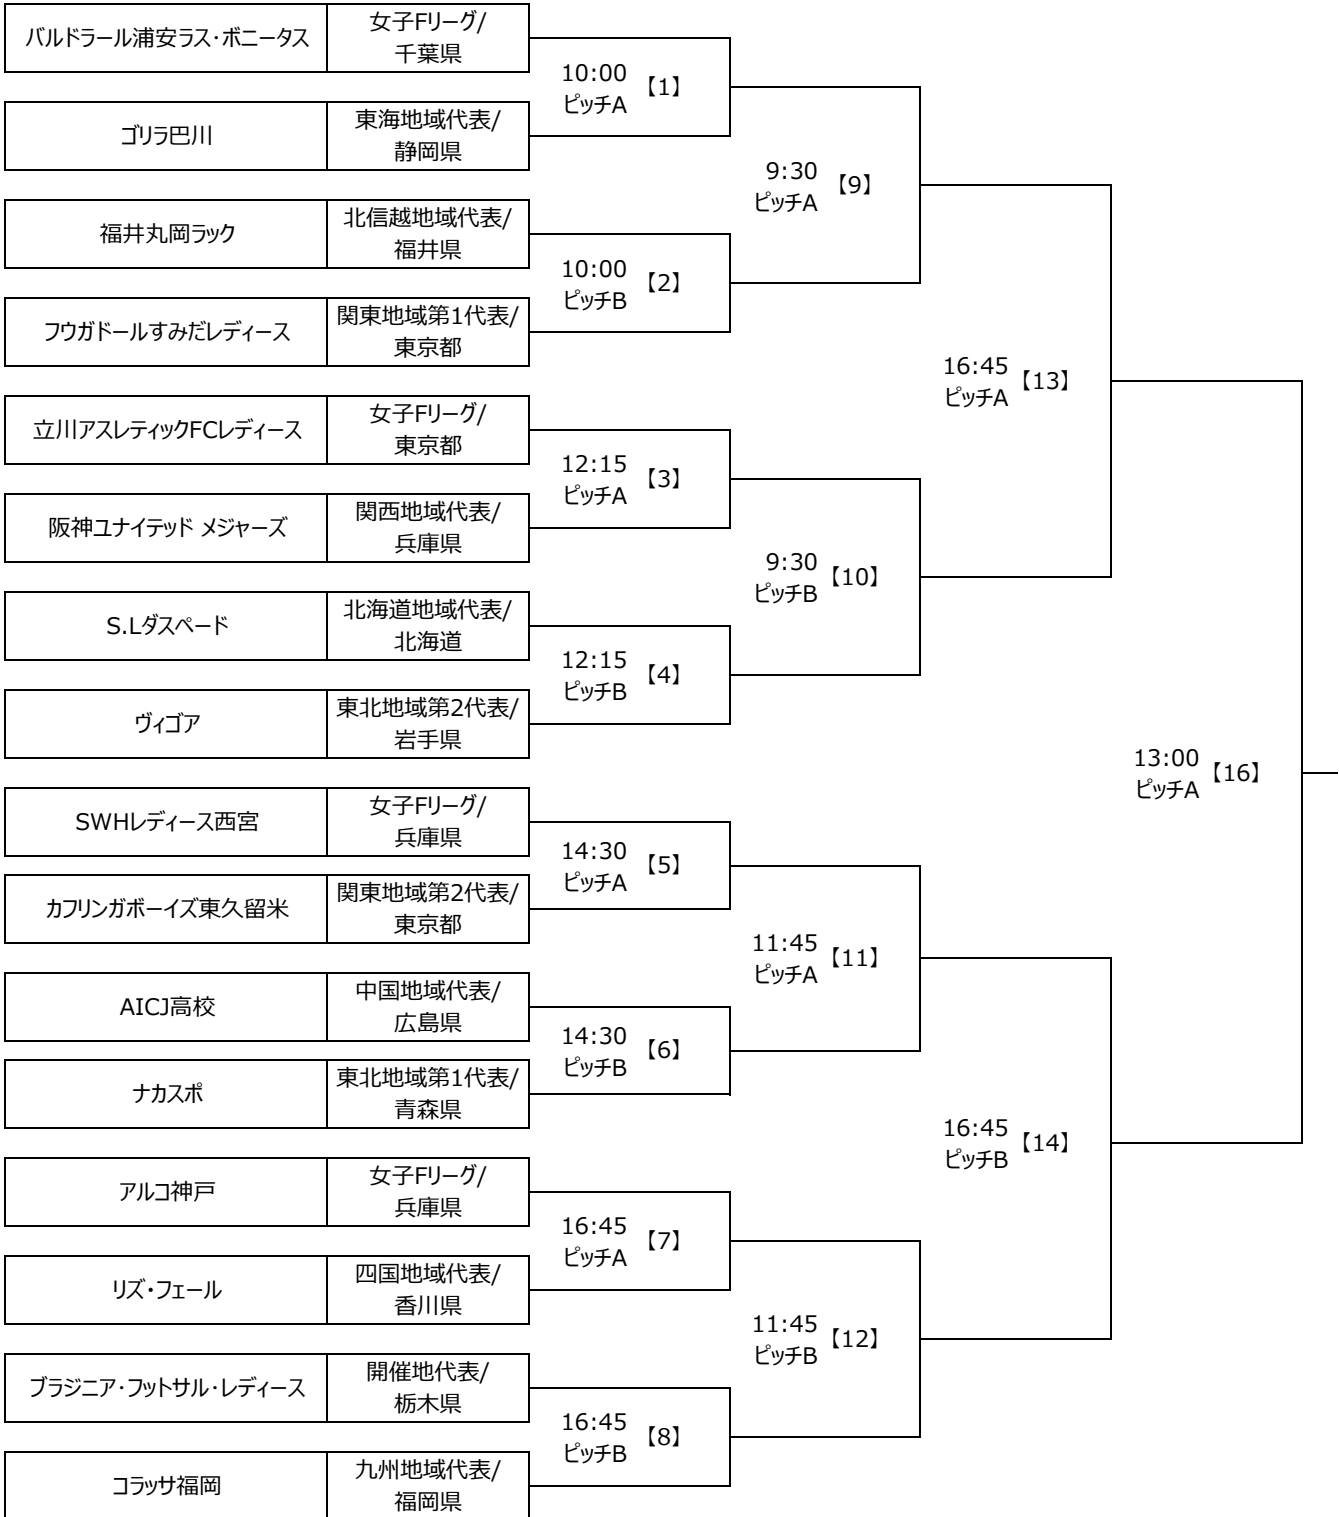 バルドラール浦安ラス・ボニータス
女子Fリーグ/
千葉県
10:00
ピッチA
【1】
ゴリラ巴川
東海地域代表/
静岡県
9:30
ピッチA
【9】
福井丸岡ラック
北信越地域代表/
福井県
10:00
ピッチB
【2】
フウガドールすみだレディース
関東地域第1代表/
東京都
16:45
ピッチA
【13】
立川アスレティックFCレディース
女子Fリーグ/
東京都
12:15
ピッチA
【3】
阪神ユナイテッド メジャーズ
関西地域代表/
兵庫県
9:30
ピッチB
【10】
S.Lダスペード
北海道地域代表/
北海道
12:15
ピッチB
【4】
ヴィゴア
東北地域第2代表/
岩手県
13:00
ピッチA
【16】
SWHレディース西宮
女子Fリーグ/
兵庫県
14:30
ピッチA
【5】
カフリンガボーイズ東久留米
関東地域第2代表/
東京都
11:45
ピッチA
【11】
AICJ高校
中国地域代表/
広島県
14:30
ピッチB
【6】
ナカスポ
東北地域第1代表/
青森県
16:45
ピッチB
【14】
アルコ神戸
女子Fリーグ/
兵庫県
16:45
ピッチA
【7】
リズ・フェール
四国地域代表/
香川県
11:45
ピッチB
【12】
ブラジニア・フットサル・レディース
開催地代表/
栃木県
16:45
ピッチB
【8】
コラッサ福岡
九州地域代表/
福岡県